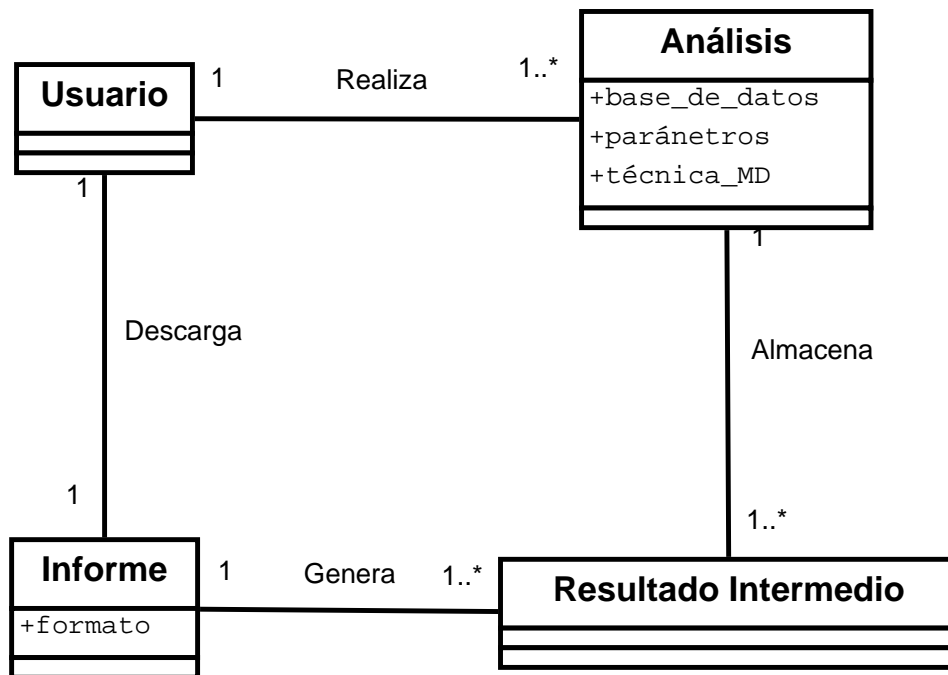 Usuario
1
Realiza
1..*
Análisis
+base_de_datos
+paránetros
+técnica_MD
1
1
Descarga
Almacena
1
1..*
Informe
+formato
1
Genera
1..*
Resultado Intermedio